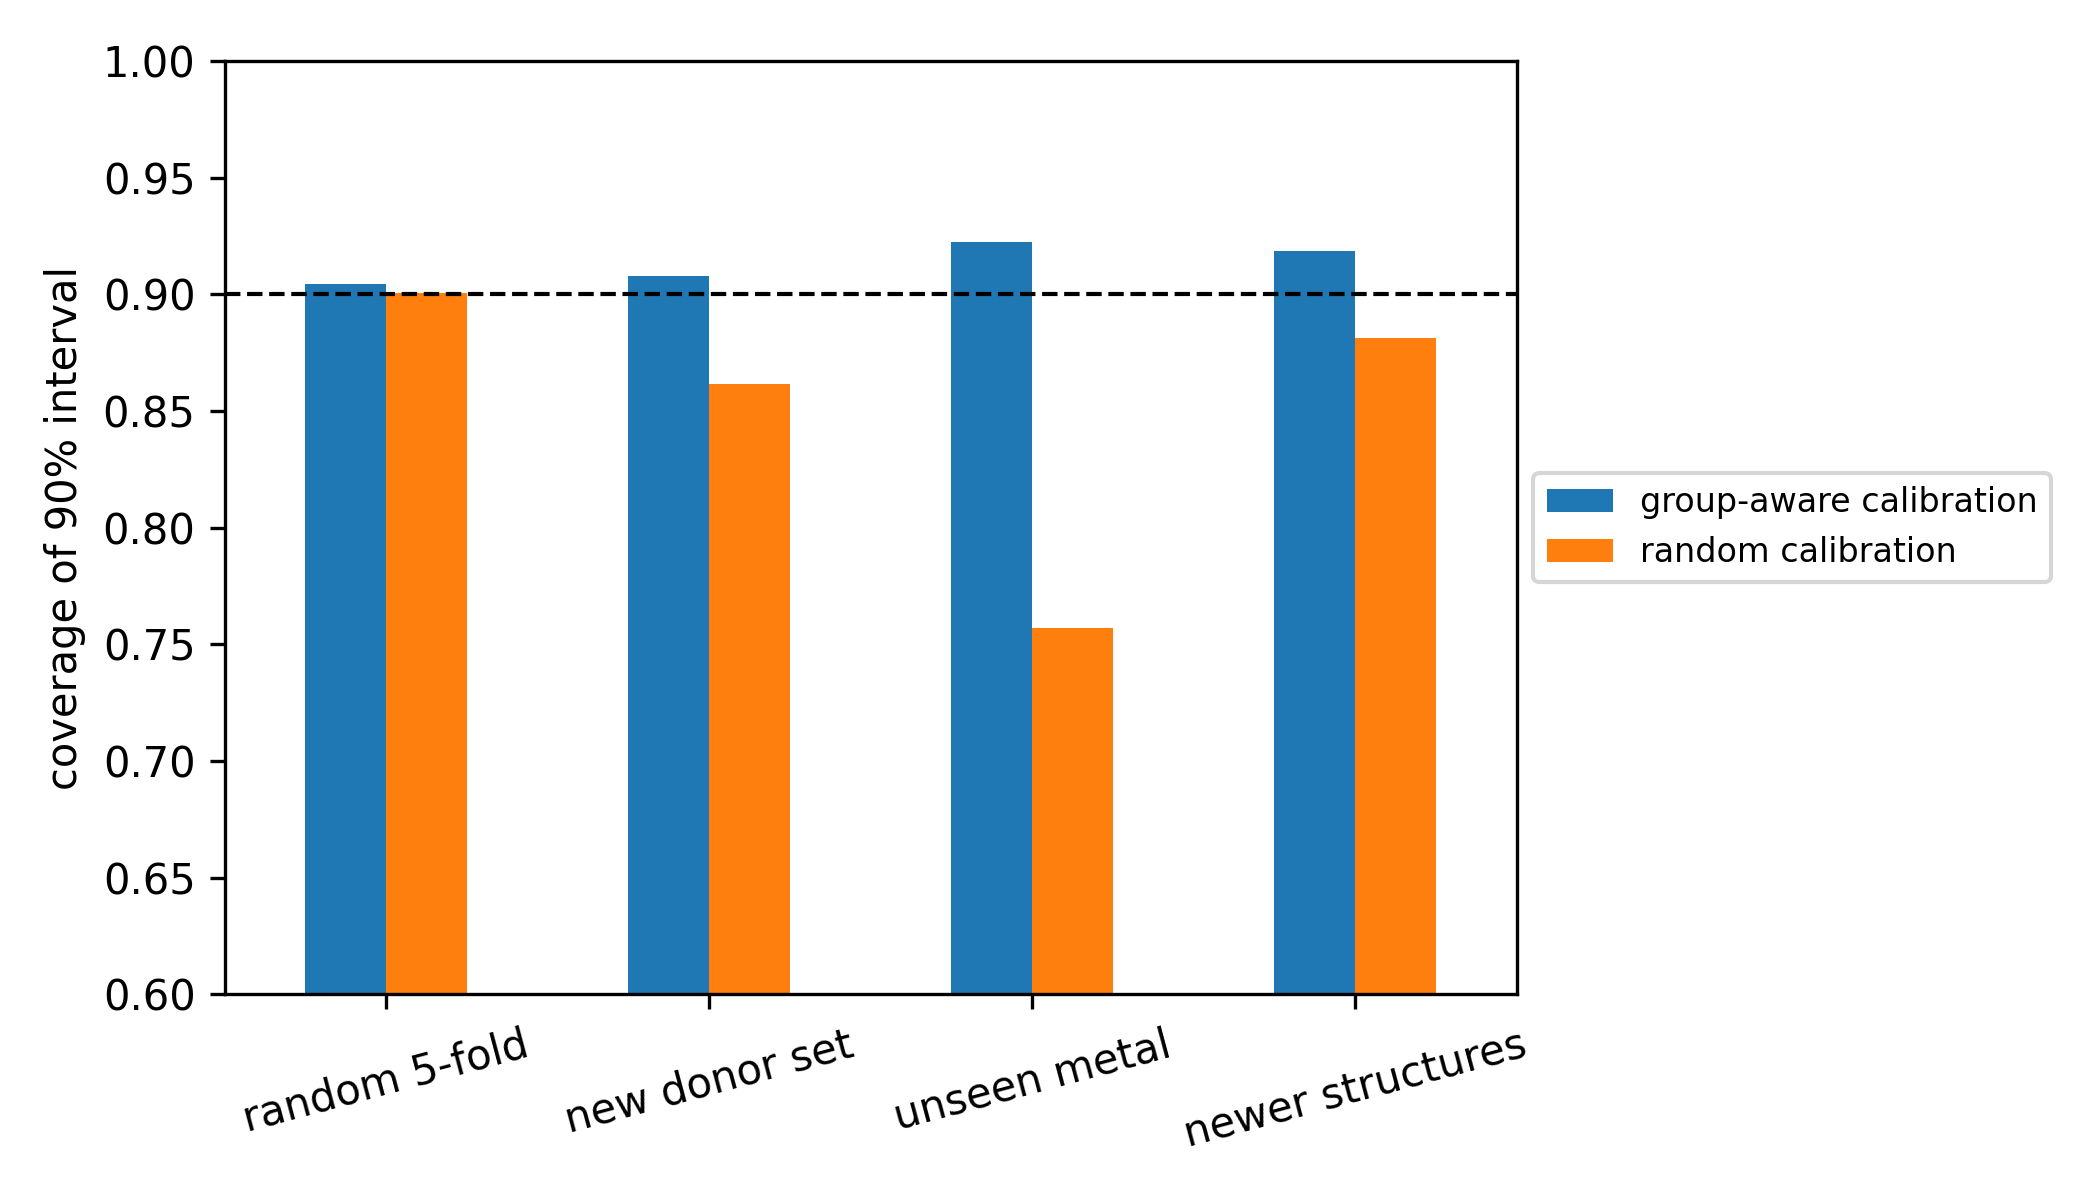 coverage of 90% interval
1.00
0.95
0.90
0.85
0.80
0.75
0.70
0.65
0.60
random 5-fold
new donor set
unseen metal
newer structures
group-aware calibration
random calibration